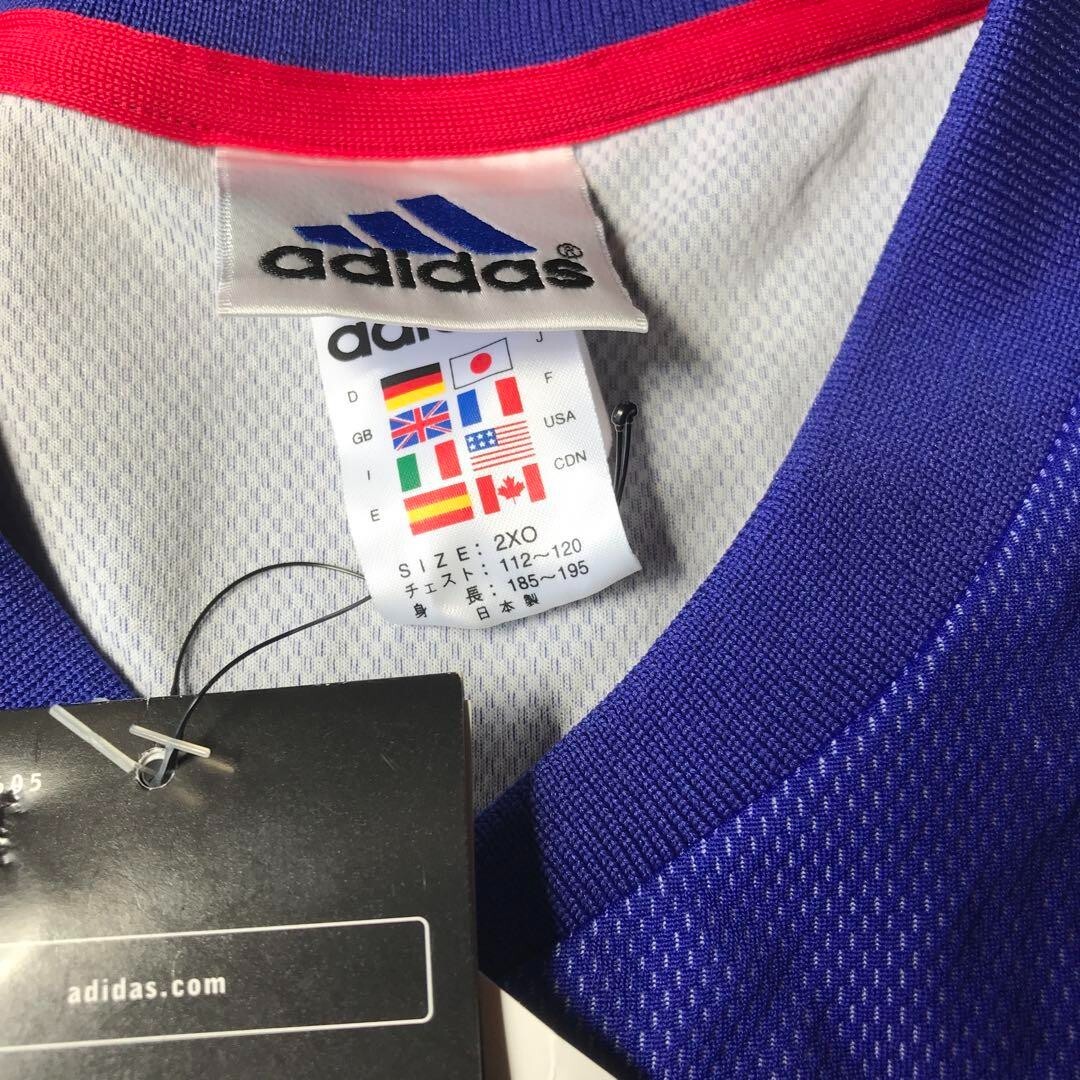 adidas®
J
D
F
GB
USA
I
CDN
E
SIZE: 2XO
チェスト: 112〜120
身長: 185〜195
日本製
adidas.com